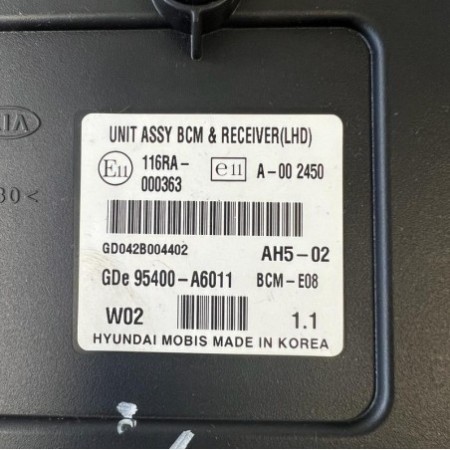 UNIT ASSY BCM & RECEIVER(LHD)
E11 116RA-
000363
e11 A-00 2450
GD042B004402
AH5-02
GDe 95400-A6011 BCM-E08
W02 1.1
HYUNDAI MOBIS MADE IN KOREA